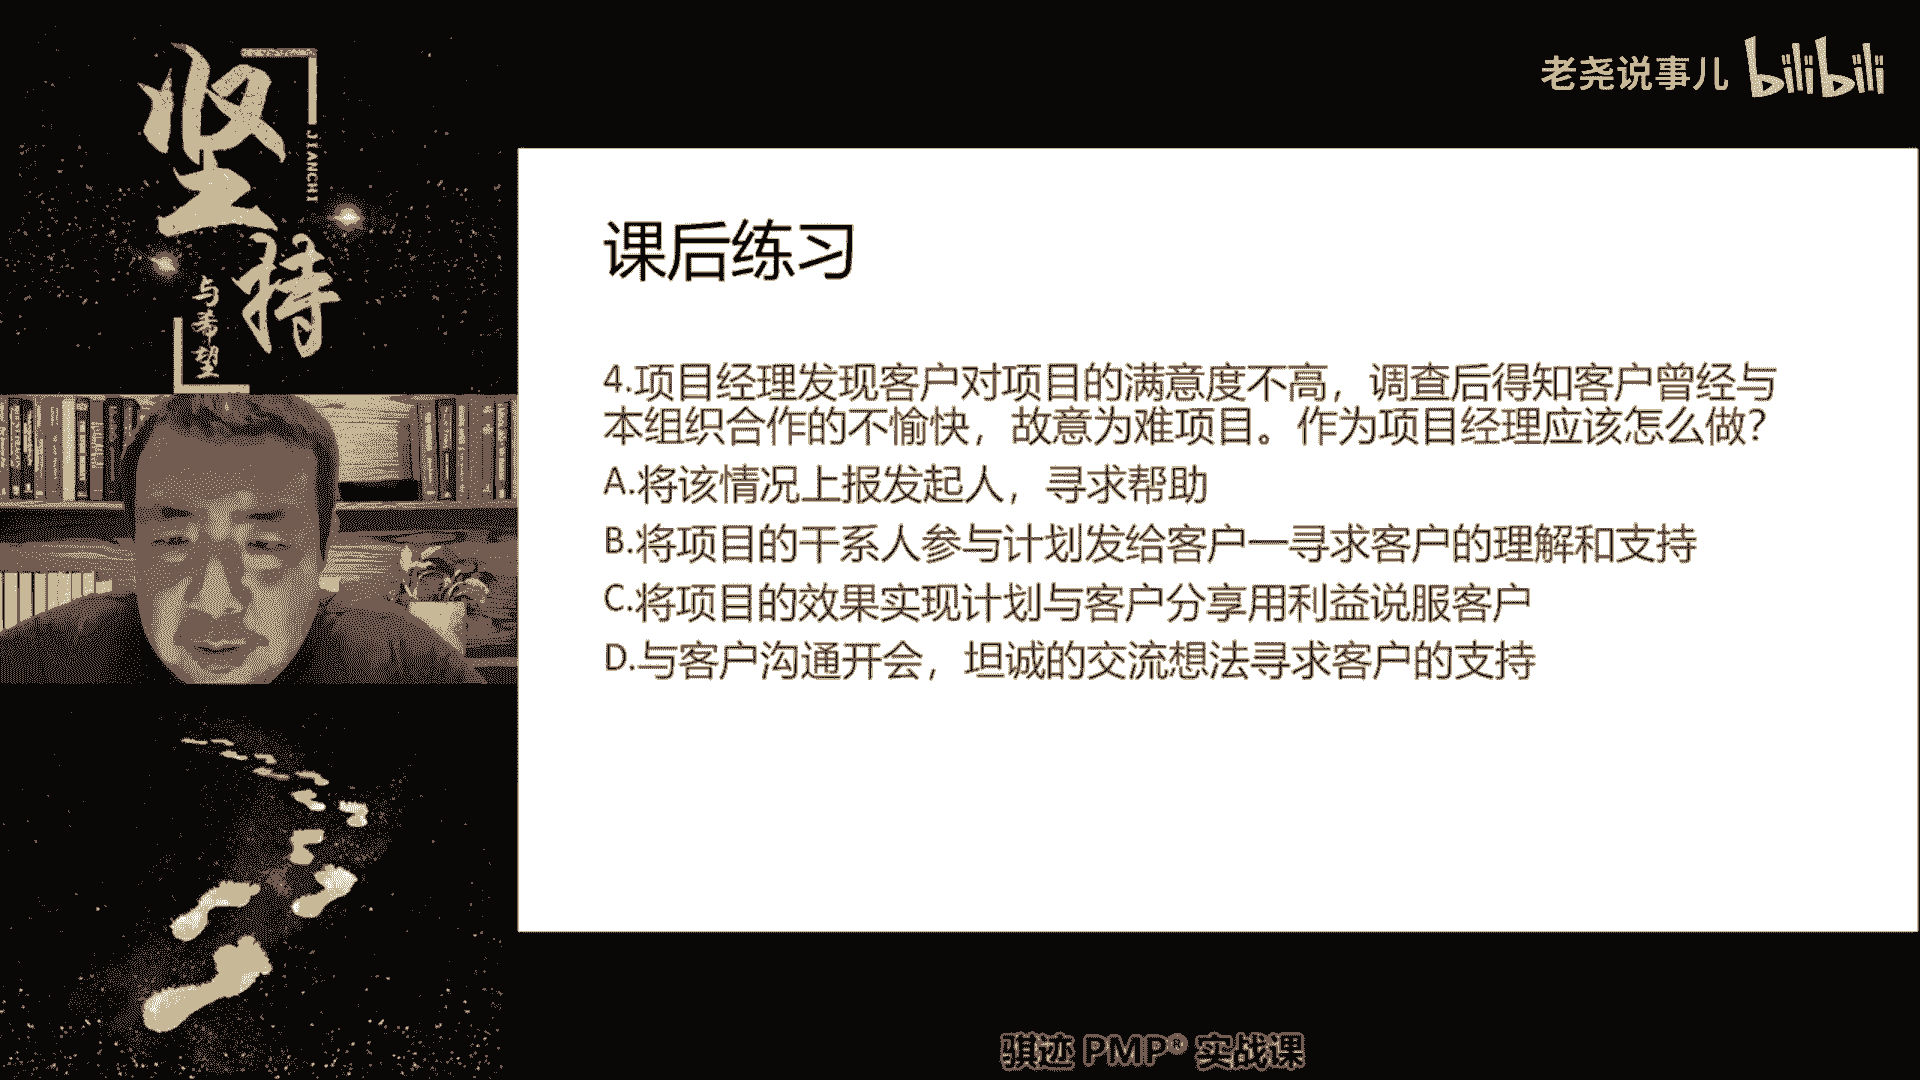 坚持
JIANCHI
与希望
老尧说事儿 bilibili
课后练习
4.项目经理发现客户对项目的满意度不高，调查后得知客户曾经与
本组织合作的不愉快，故意为难项目。作为项目经理应该怎么做？
A.将该情况上报发起人，寻求帮助
B.将项目的干系人参与计划发给客户一寻求客户的理解和支持
C.将项目的效果实现计划与客户分享用利益说服客户
D.与客户沟通开会，坦诚的交流想法寻求客户的支持
骐迹 PMP® 实战课